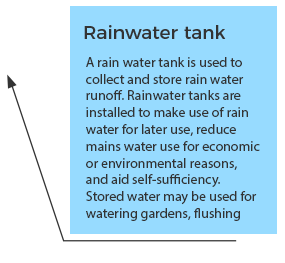 Rainwater tank
A rain water tank is used to
collect and store rain water
runoff. Rainwater tanks are
installed to make use of rain
water for later use, reduce
mains water use for economic
or environmental reasons,
and aid self-sufficiency.
Stored water may be used for
watering gardens, flushing